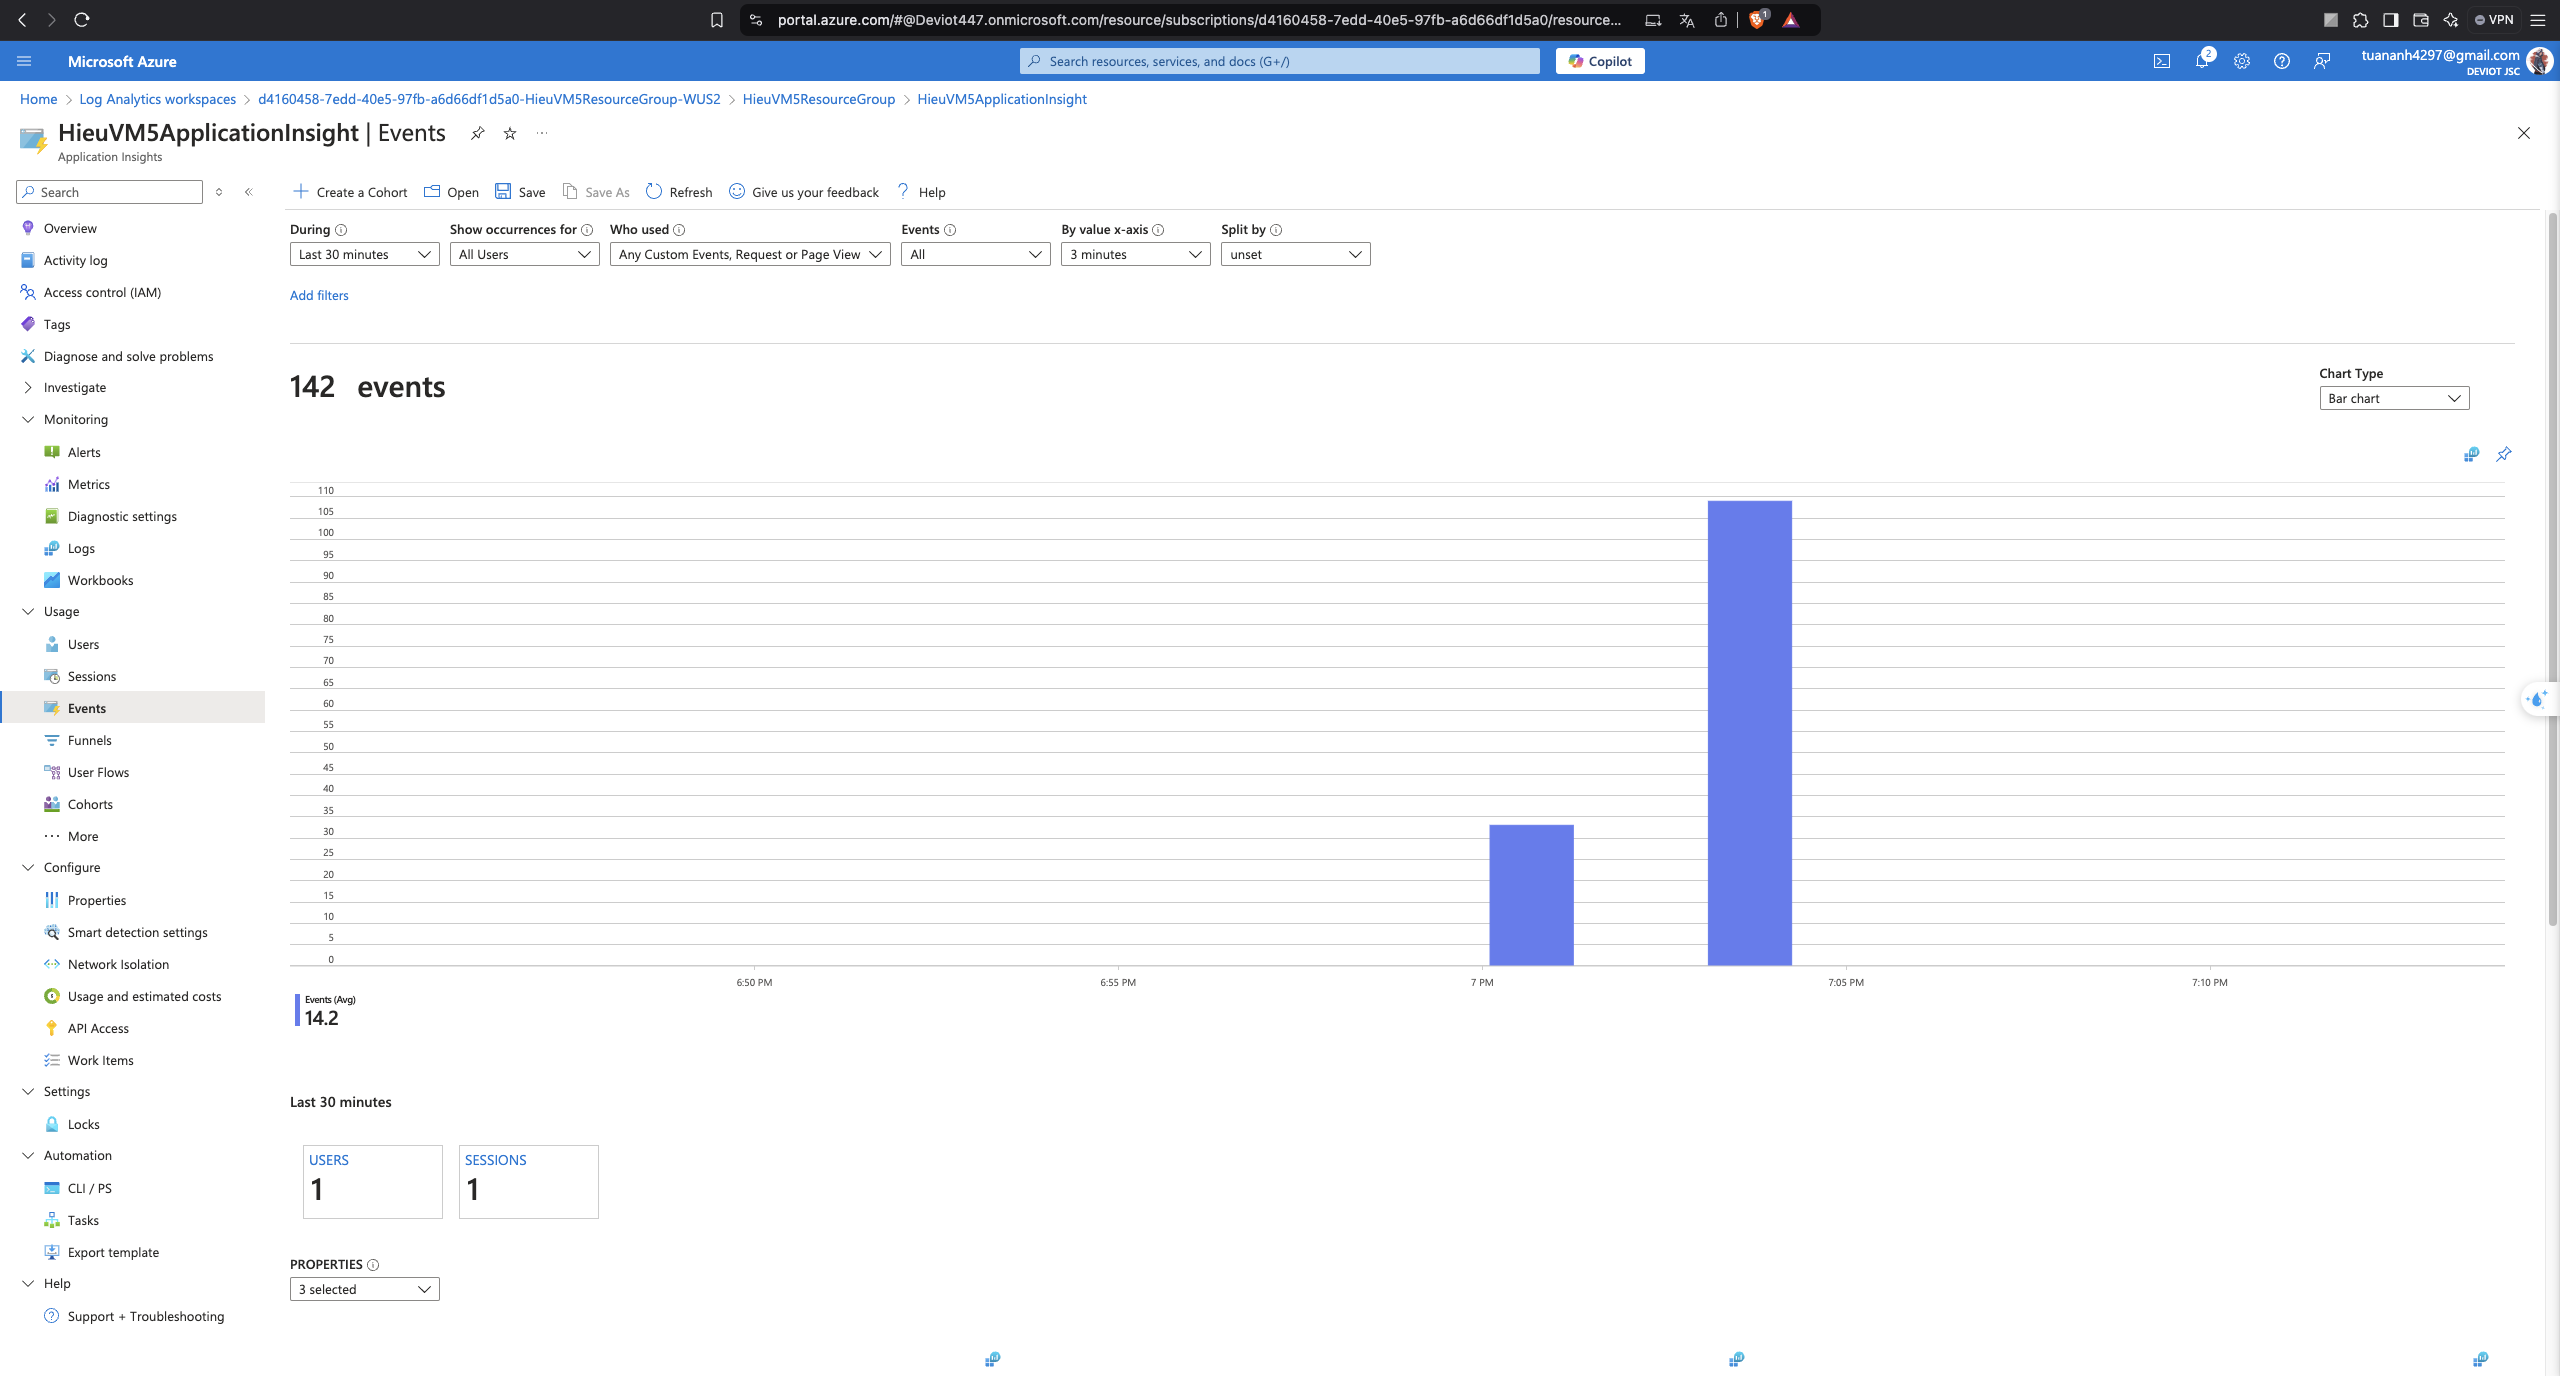 portal.azure.com/#@Deviot447.onmicrosoft.com/resource/subscriptions/d4160458-7edd-40e5-97fb-a6d66df1d5a0/resource...
1
VPN
Microsoft Azure
Search resources, services, and docs (G+/)
Copilot
2
tuananh4297@gmail.com
DEVIOT JSC
Home > Log Analytics workspaces > d4160458-7edd-40e5-97fb-a6d66df1d5a0-HieuVM5ResourceGroup-WUS2 > HieuVM5ResourceGroup > HieuVM5ApplicationInsight
HieuVM5ApplicationInsight | Events
Application Insights
Search
Overview
Activity log
Access control (IAM)
Tags
Diagnose and solve problems
Investigate
Monitoring
Alerts
Metrics
Diagnostic settings
Logs
Workbooks
Usage
Users
Sessions
Events
Funnels
User Flows
Cohorts
More
Configure
Properties
Smart detection settings
Network Isolation
Usage and estimated costs
API Access
Work Items
Settings
Locks
Automation
CLI / PS
Tasks
Export template
Help
Support + Troubleshooting
Create a Cohort Open Save Save As Refresh Give us your feedback Help
During Show occurrences for Who used Events By value x-axis Split by
Last 30 minutes All Users Any Custom Events, Request or Page View All 3 minutes unset
Add filters
142 events
Chart Type
Bar chart
110
105
100
95
90
85
80
75
70
65
60
55
50
45
40
35
30
25
20
15
10
5
0
6:50 PM 6:55 PM 7 PM 7:05 PM 7:10 PM
Events (Avg)
14.2
Last 30 minutes
USERS
1
SESSIONS
1
PROPERTIES
3 selected